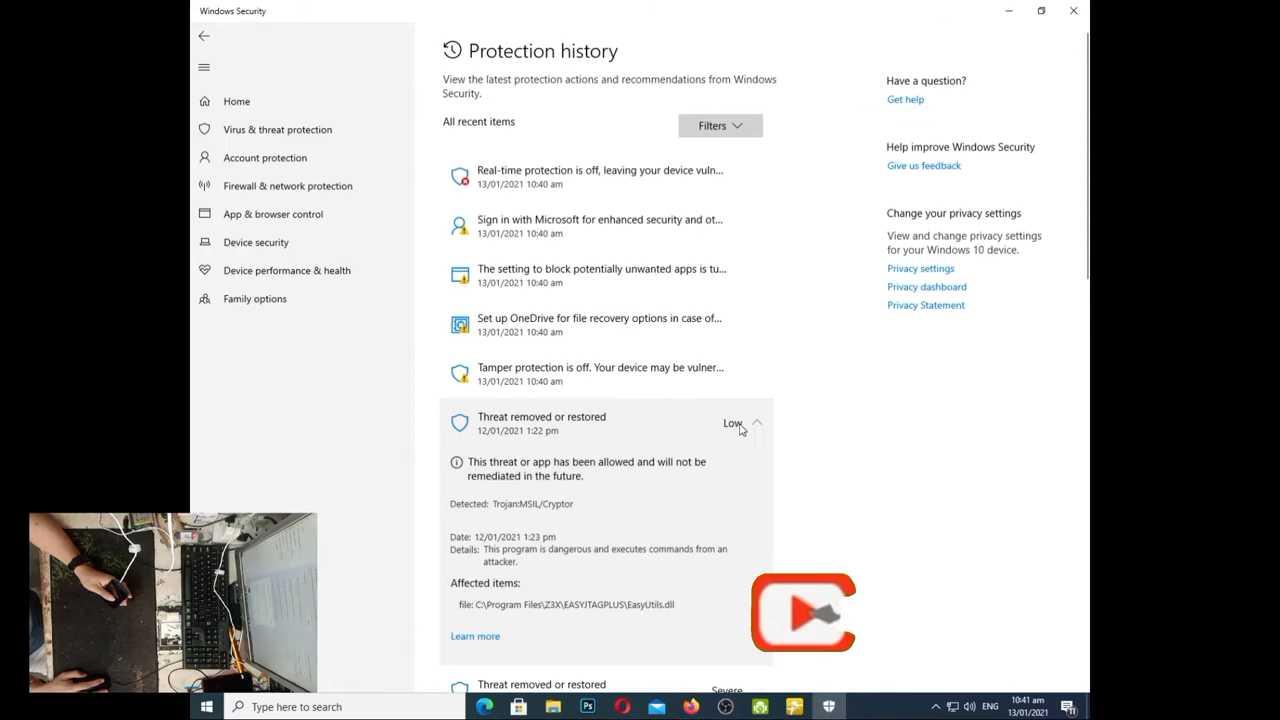 Windows Security
Home
Virus & threat protection
Account protection
Firewall & network protection
App & browser control
Device security
Device performance & health
Family options
Protection history
View the latest protection actions and recommendations from Windows
Security.
All recent items
Filters
Real-time protection is off, leaving your device vuln...
13/01/2021 10:40 am
Sign in with Microsoft for enhanced security and ot...
13/01/2021 10:40 am
The setting to block potentially unwanted apps is tu...
13/01/2021 10:40 am
Set up OneDrive for file recovery options in case of...
13/01/2021 10:40 am
Tamper protection is off. Your device may be vulner...
13/01/2021 10:40 am
Threat removed or restored
Low
12/01/2021 1:22 pm
This threat or app has been allowed and will not be
remediated in the future.
Detected: Trojan:MSIL/Cryptor
Date: 12/01/2021 1:23 pm
Details: This program is dangerous and executes commands from an
attacker.
Affected items:
file: C:\Program Files\Z3X\EASYJTAGPLUS\EasyUtils.dll
Learn more
Threat removed or restored
Severe
Have a question?
Get help
Help improve Windows Security
Give us feedback
Change your privacy settings
View and change privacy settings
for your Windows 10 device.
Privacy settings
Privacy dashboard
Privacy Statement
Type here to search
Ps
ENG
10:41 am
13/01/2021
11